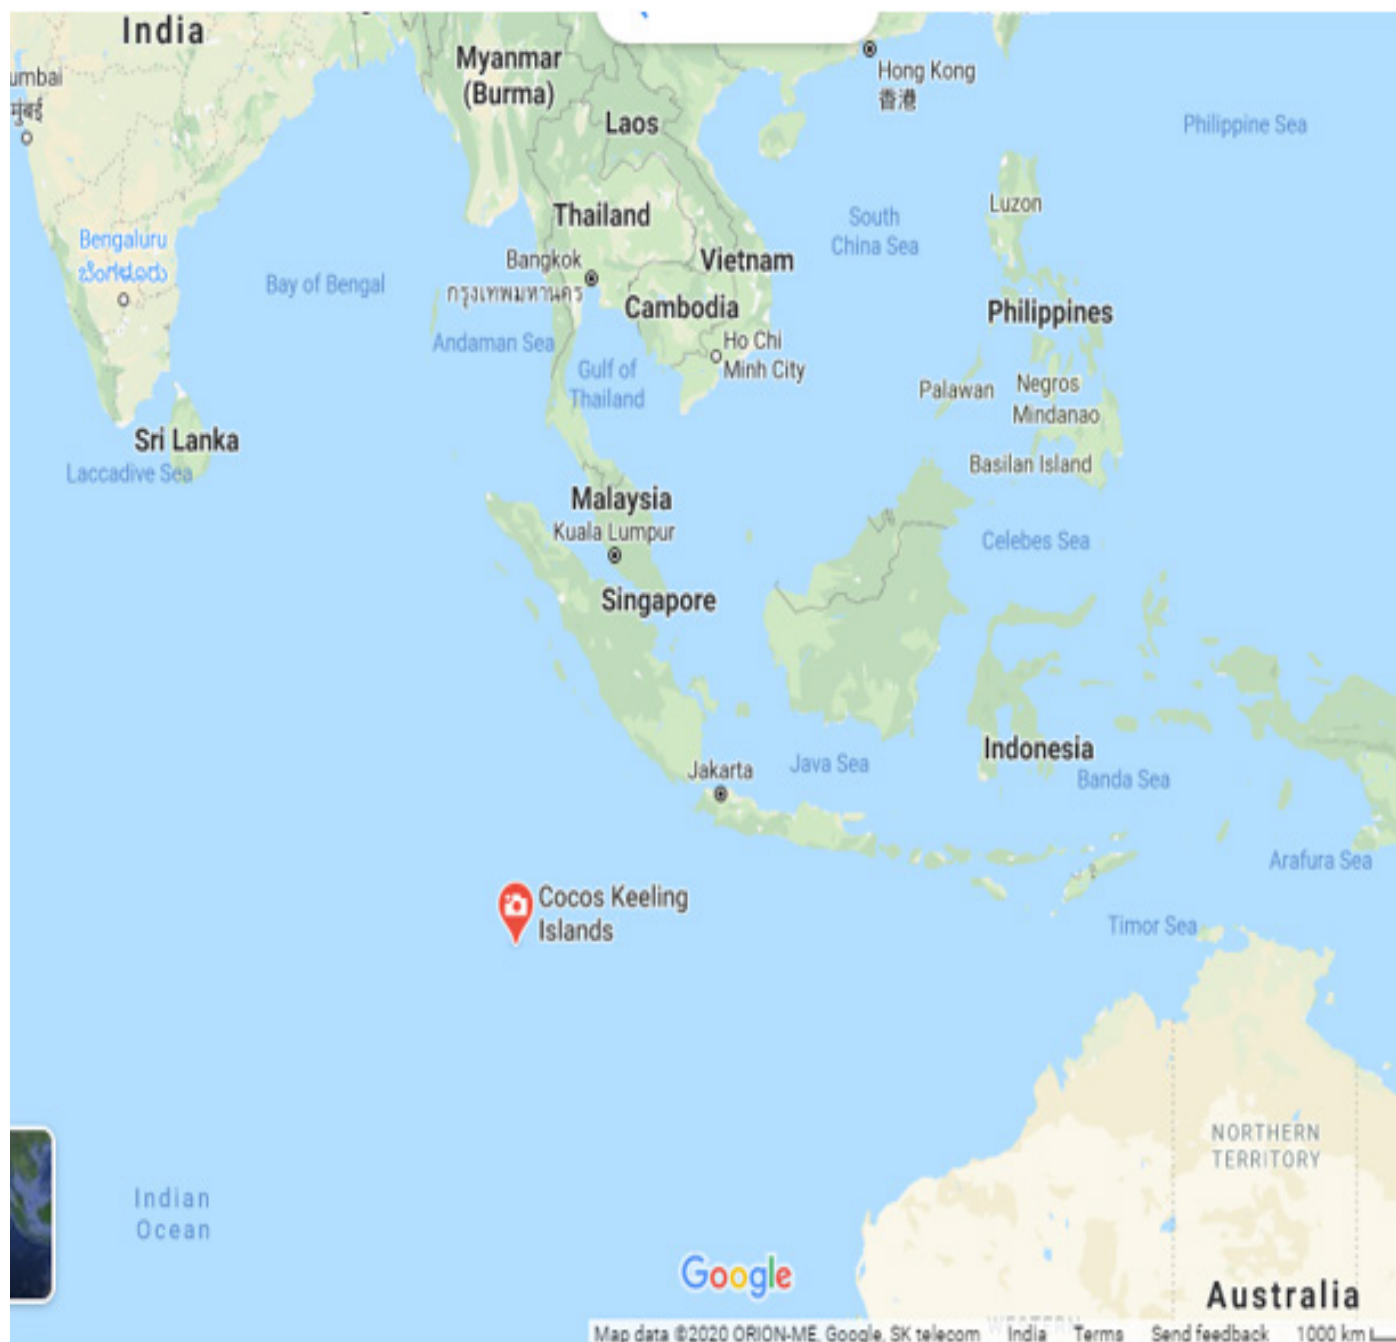 India
Myanmar
(Burma)
Hong Kong
香港
umbai
मुंबई
Laos
Philippine Sea
Thailand
Luzon
South
China Sea
Bengaluru
ಬೆಂಗಳೂರು
Bangkok
กรุงเทพมหานคร
Vietnam
Bay of Bengal
Cambodia
Philippines
Andaman Sea
Ho Chi
Minh City
Gulf of
Thailand
Palawan
Negros
Mindanao
Sri Lanka
Laccadive Sea
Basilan Island
Malaysia
Kuala Lumpur
Celebes Sea
Singapore
Indonesia
Java Sea
Jakarta
Banda Sea
Arafura Sea
Cocos Keeling
Islands
Timor Sea
NORTHERN
TERRITORY
Indian
Ocean
Google
Australia
WESTERN
Map data ©2020 ORION-ME, Google, SK telecom India Terms Send feedback 1000 km